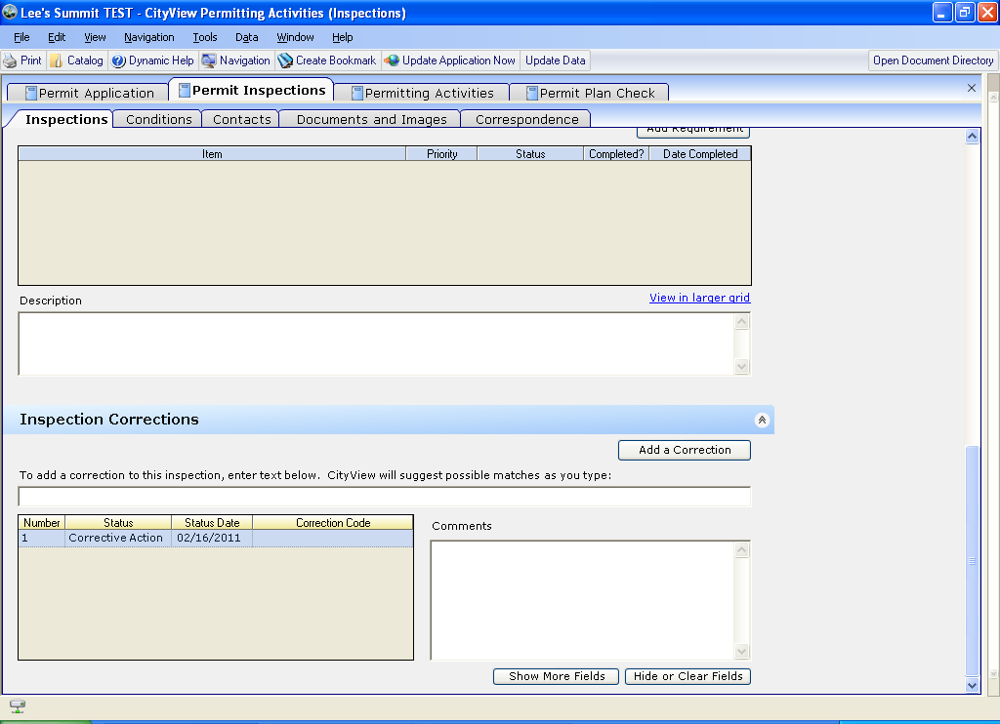 Lee's Summit TEST - CityView Permitting Activities (Inspections)
File Edit View Navigation Tools Data Window Help
Print Catalog Dynamic Help Navigation Create Bookmark Update Application Now Update Data Open Document Directory
Permit Application Permit Inspections Permitting Activities Permit Plan Check
Inspections Conditions Contacts Documents and Images Correspondence
Add Requirement
Item Priority Status Completed? Date Completed
Description View in larger grid
Inspection Corrections
Add a Correction
To add a correction to this inspection, enter text below. CityView will suggest possible matches as you type:
Number Status Status Date Correction Code
1 Corrective Action 02/16/2011
Comments
Show More Fields Hide or Clear Fields